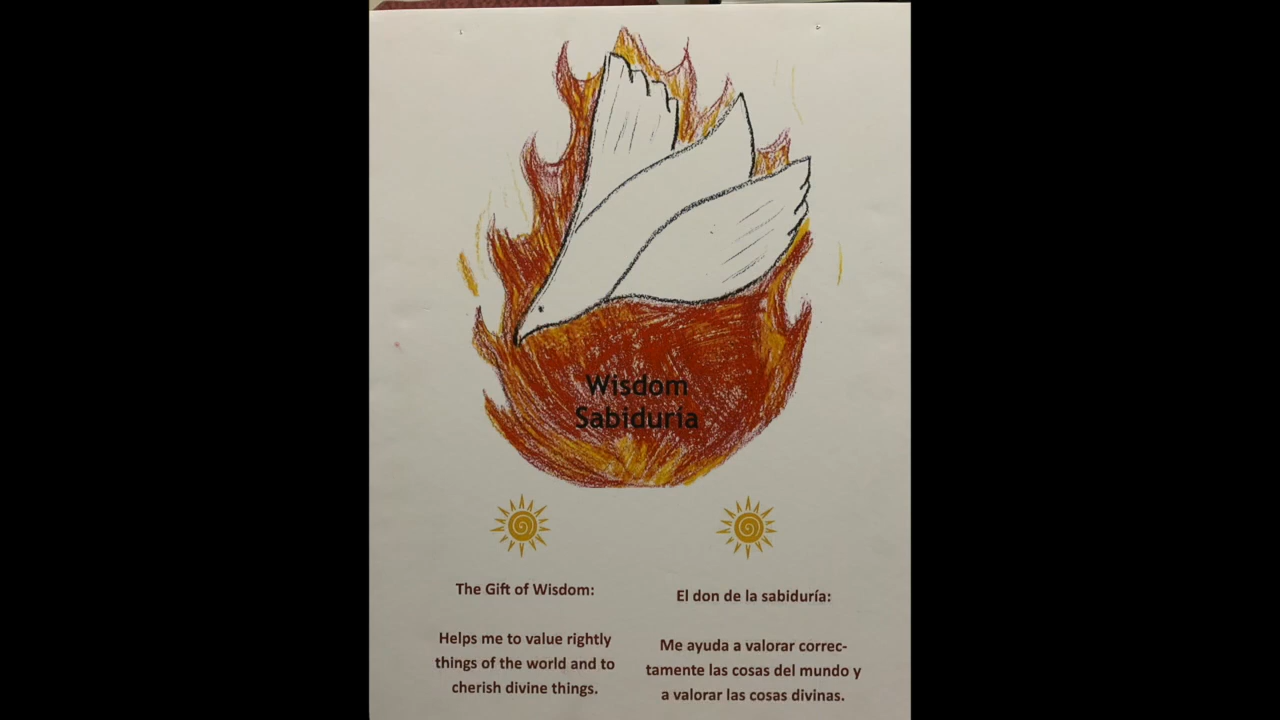 Wisdom
Sabiduría
The Gift of Wisdom:
Helps me to value rightly
things of the world and to
cherish divine things.
El don de la sabiduría:
Me ayuda a valorar correc-
tamente las cosas del mundo y
a valorar las cosas divinas.